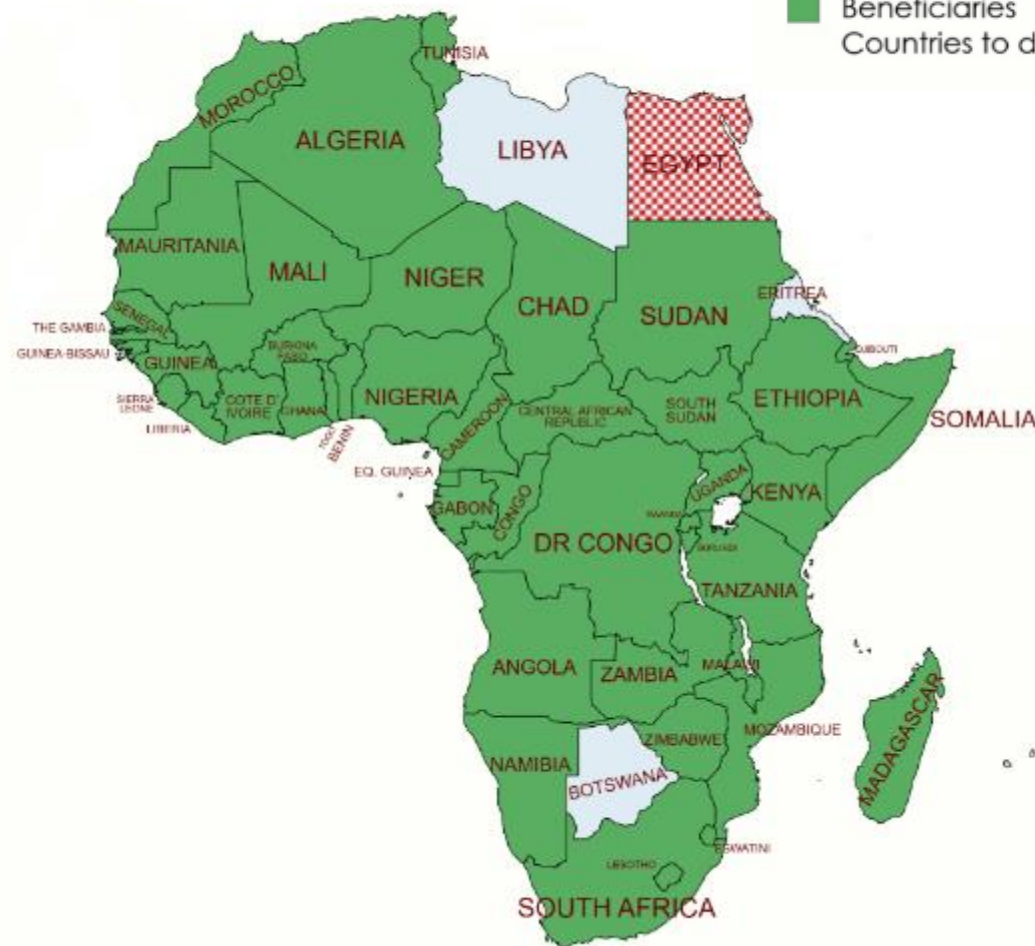 Beneficiaries
Countries to d
TUNISIA
MOROCCO
ALGERIA
LIBYA
EGYPT
MAURITANIA
MALI
NIGER
CHAD
SUDAN
ERITREA
SENEGAL
THE GAMBIA
GUINEA-BISSAU
GUINEA
BURKINA
FASO
DJIBOUTI
SIERRA
LEONE
COTE D'
IVOIRE
GHANA
NIGERIA
CENTRAL AFRICAN
REPUBLIC
SOUTH
SUDAN
ETHIOPIA
SOMALIA
LIBERIA
TOGO
BENIN
CAMEROON
EQ. GUINEA
GABON
CONGO
UGANDA
KENYA
RWANDA
DR CONGO
BURUNDI
TANZANIA
ANGOLA
ZAMBIA
MALAWI
MOZAMBIQUE
MADAGASCAR
ZIMBABWE
NAMIBIA
BOTSWANA
ESWATINI
LESOTHO
SOUTH AFRICA